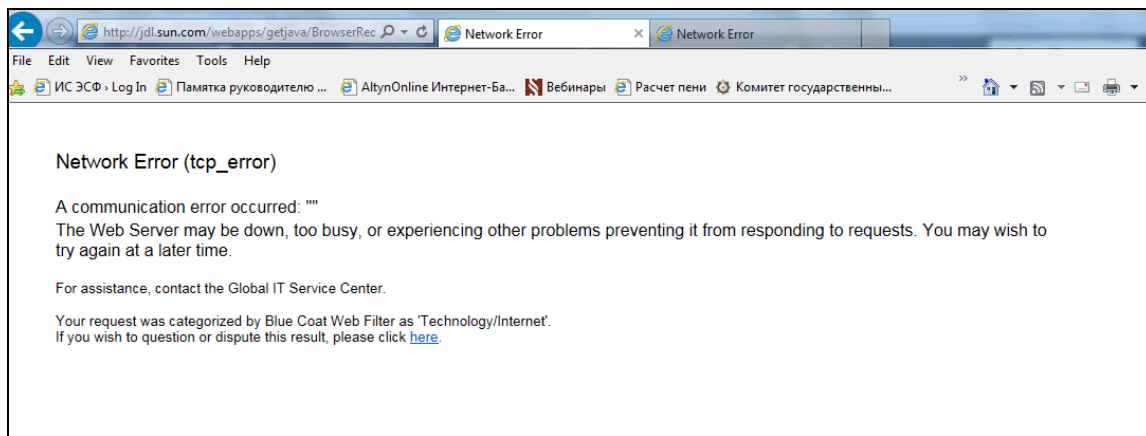 http://jdl.sun.com/webapps/getjava/BrowserRec
Network Error
Network Error
File Edit View Favorites Tools Help
ИС ЭСФ › Log In Памятка руководителю ... AltynOnline Интернет-Ба... Вебинары Расчет пени Комитет государственны... »
Network Error (tcp_error)
A communication error occurred: ""
The Web Server may be down, too busy, or experiencing other problems preventing it from responding to requests. You may wish to
try again at a later time.
For assistance, contact the Global IT Service Center.
Your request was categorized by Blue Coat Web Filter as 'Technology/Internet'.
If you wish to question or dispute this result, please click here.